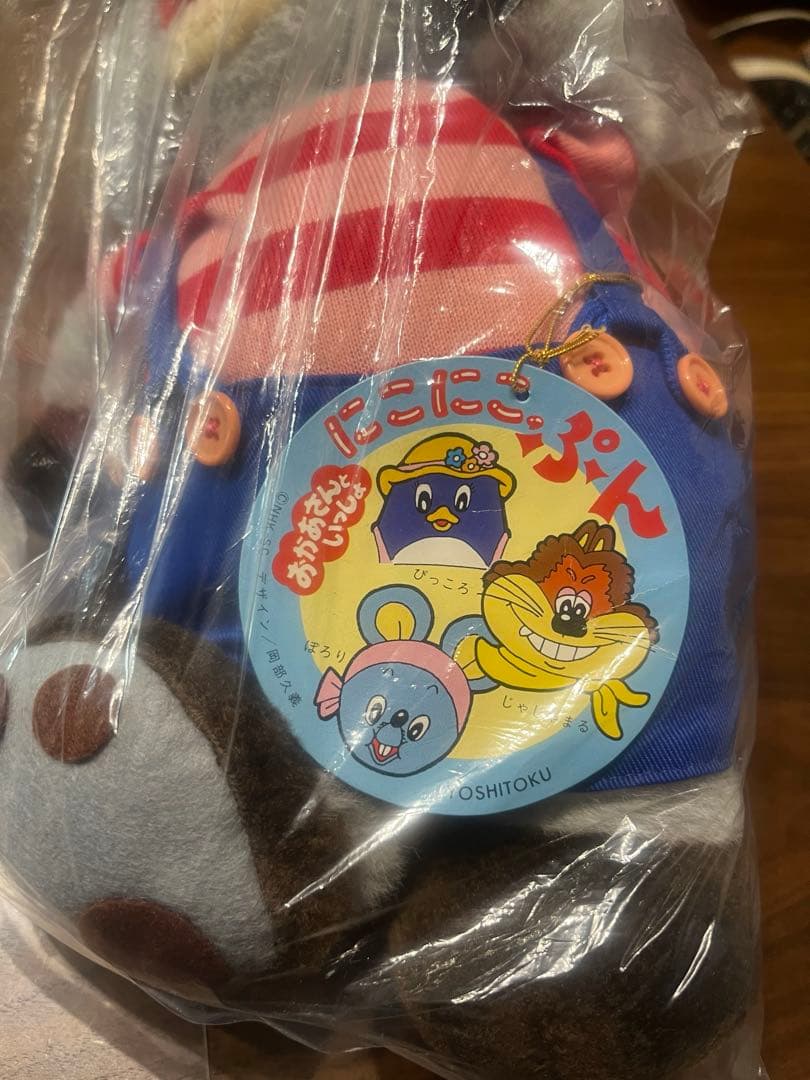 にこにこ、ぷん
おかあさんと
いっしょ
ぴっころ
ぽろり
じゃじゃまる
©NHK SC デザイン/岡部久義
YOSHITOKU